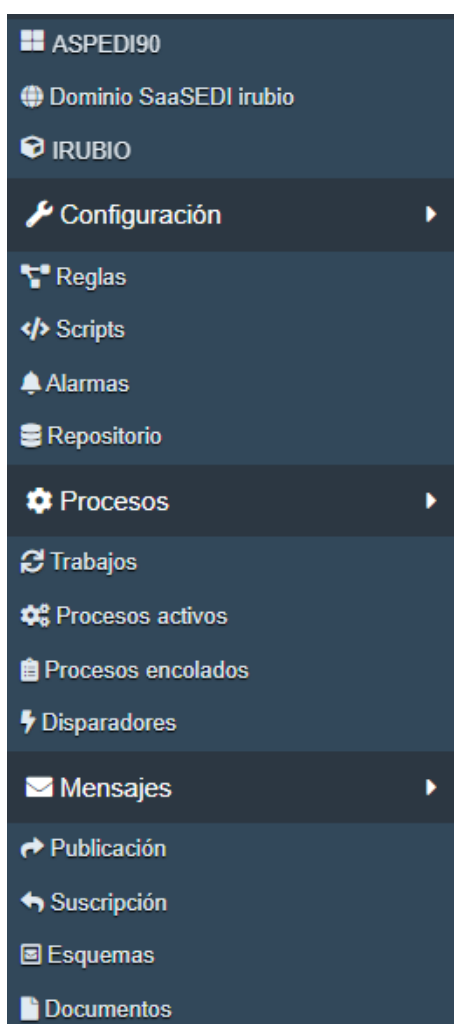 ASPEDI90
Dominio SaaSEDI irubio
IRUBIO
Configuración
Reglas
Scripts
Alarmas
Repositorio
Procesos
Trabajos
Procesos activos
Procesos encolados
Disparadores
Mensajes
Publicación
Suscripción
Esquemas
Documentos